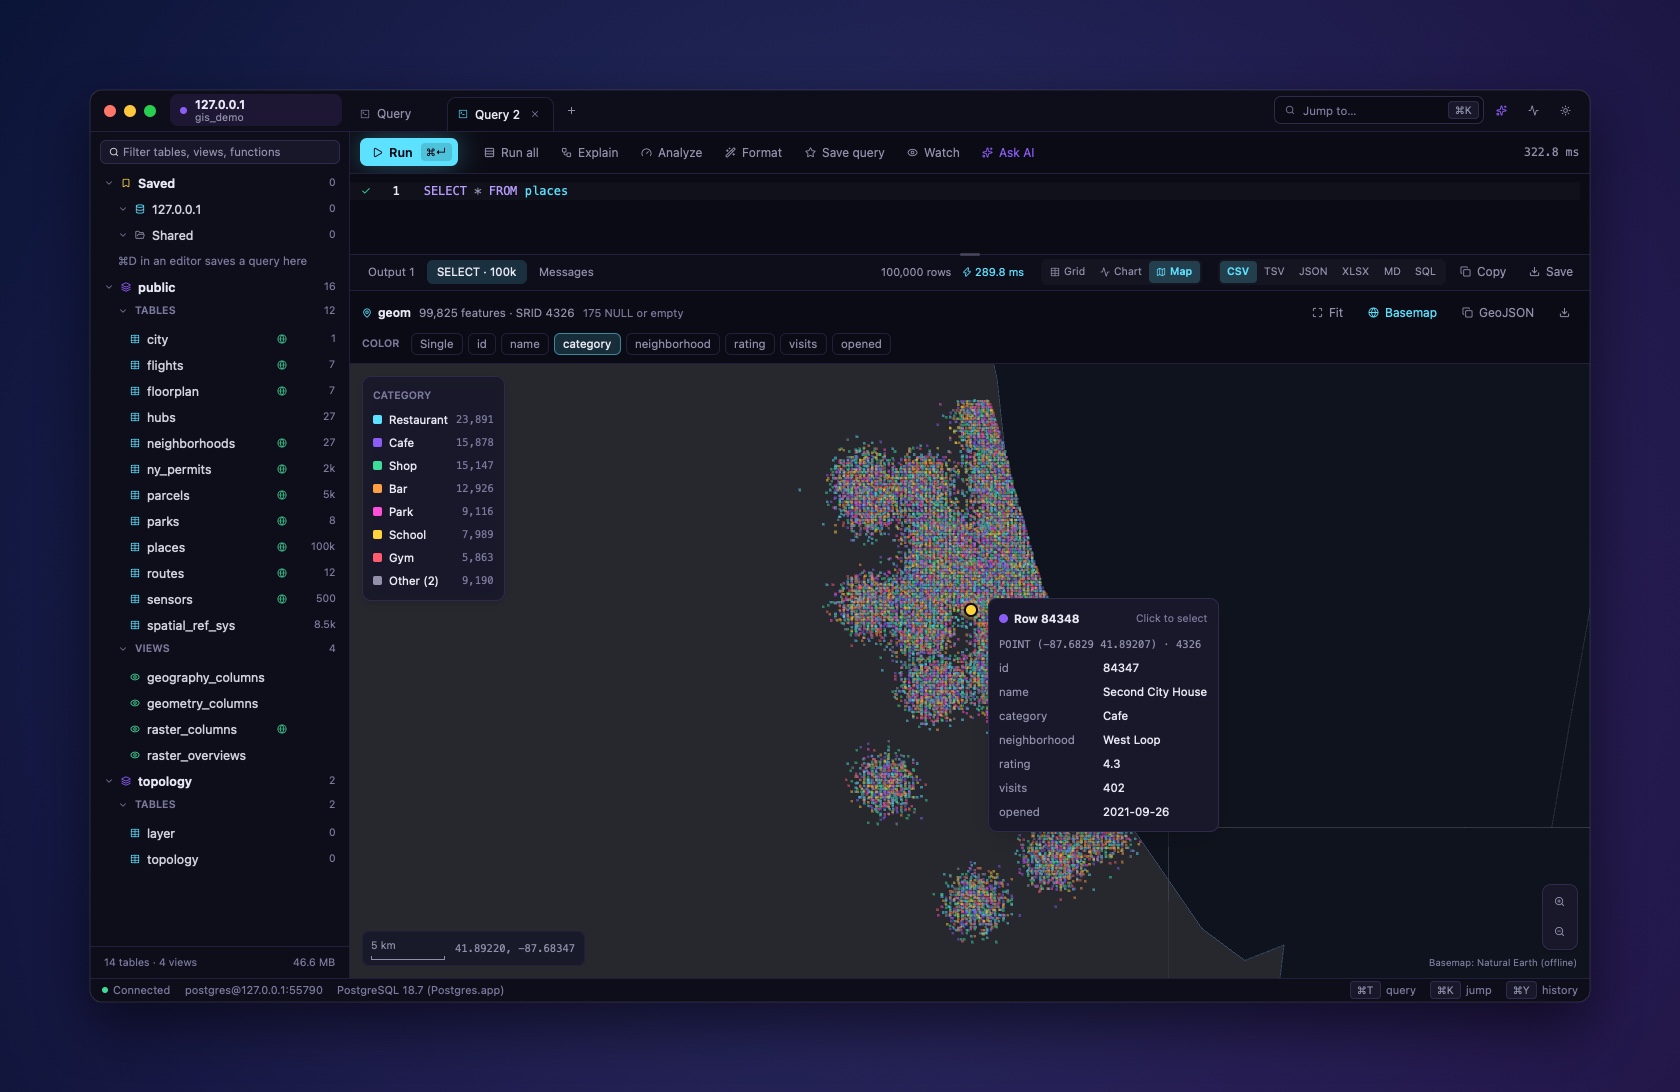 127.0.0.1
gis_demo
Query
Query 2
Jump to...
⌘K
Filter tables, views, functions
Run ⌘↵
Run all
Explain
Analyze
Format
Save query
Watch
Ask AI
322.8 ms
Saved 0
127.0.0.1 0
Shared 0
⌘D in an editor saves a query here
public 16
TABLES 12
city 1
flights 7
floorplan 7
hubs 27
neighborhoods 27
ny_permits 2k
parcels 5k
parks 8
places 100k
routes 12
sensors 500
spatial_ref_sys 8.5k
VIEWS 4
geography_columns
geometry_columns
raster_columns
raster_overviews
topology 2
TABLES 2
layer 0
topology 0
14 tables · 4 views 46.6 MB
1 SELECT * FROM places
Output 1
SELECT · 100k
Messages
100,000 rows
289.8 ms
Grid
Chart
Map
CSV
TSV
JSON
XLSX
MD
SQL
Copy
Save
geom 99,825 features · SRID 4326 175 NULL or empty
Fit
Basemap
GeoJSON
COLOR
Single
id
name
category
neighborhood
rating
visits
opened
CATEGORY
Restaurant 23,891
Cafe 15,878
Shop 15,147
Bar 12,926
Park 9,116
School 7,989
Gym 5,863
Other (2) 9,190
Row 84348 Click to select
POINT (−87.6829 41.89207) · 4326
id 84347
name Second City House
category Cafe
neighborhood West Loop
rating 4.3
visits 402
opened 2021-09-26
5 km
41.89220, −87.68347
Basemap: Natural Earth (offline)
Connected
postgres@127.0.0.1:55790
PostgreSQL 18.7 (Postgres.app)
⌘T query
⌘K jump
⌘Y history